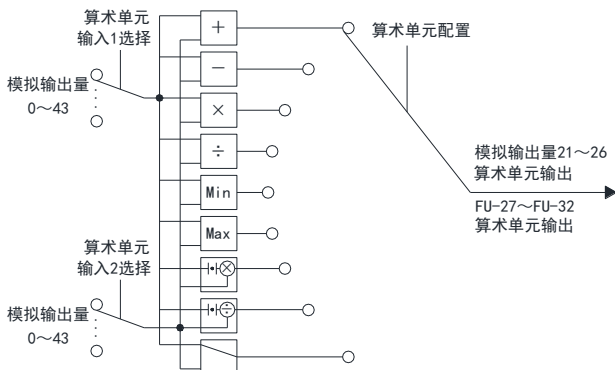 算术单元
输入1选择
模拟输出量
0～43
+
−
×
÷
Min
Max
算术单元配置
模拟输出量21～26
算术单元输出
FU-27～FU-32
算术单元输出
算术单元
输入2选择
模拟输出量
0～43
|•|×
|•|÷